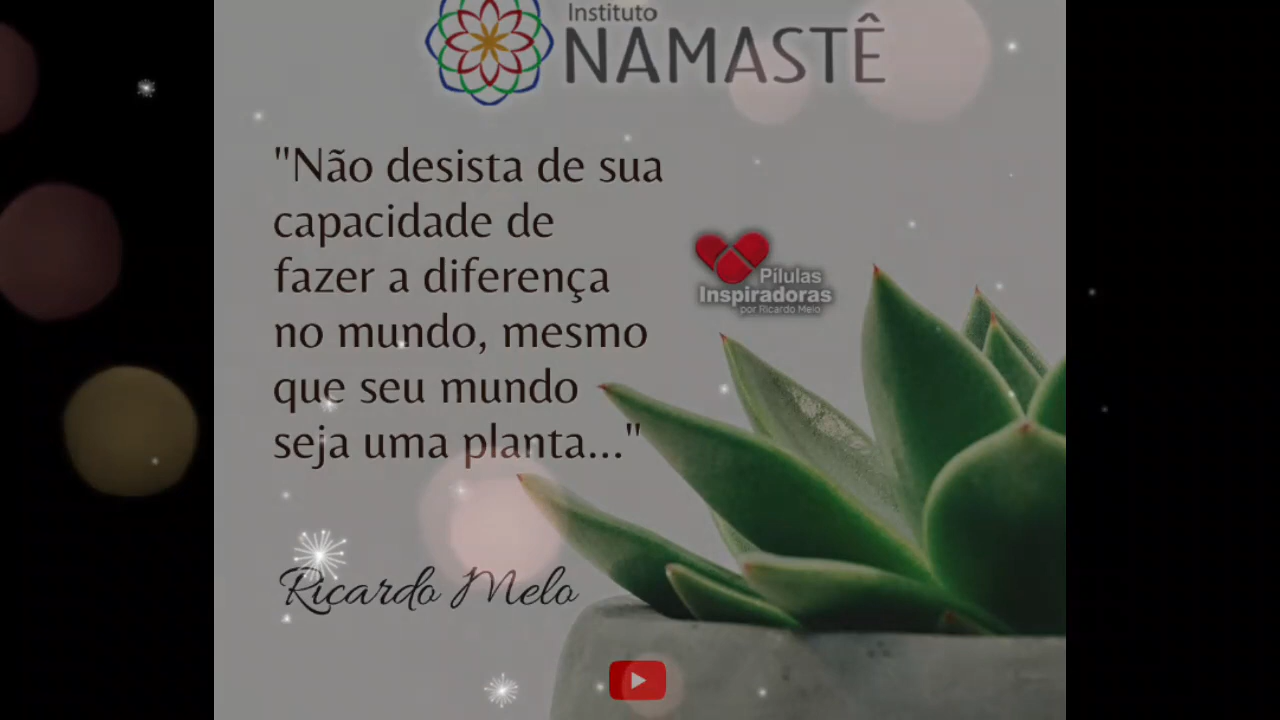 Instituto
NAMASTÊ
"Não desista de sua
capacidade de
fazer a diferença
no mundo, mesmo
que seu mundo
seja uma planta..."
Pílulas
Inspiradoras
por Ricardo Melo
Ricardo Melo